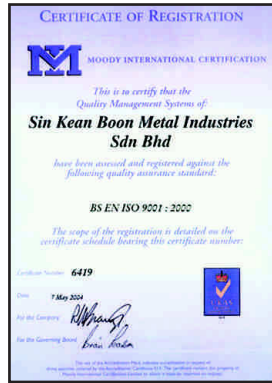 CERTIFICATE OF REGISTRATION
MOODY INTERNATIONAL CERTIFICATION
This is to certify that the
Quality Management Systems of:
Sin Kean Boon Metal Industries
Sdn Bhd
have been assessed and registered against the
following quality assurance standard:
BS EN ISO 9001 : 2000
The scope of the registration is detailed on the
certificate schedule bearing this certificate number:
Certificate Number: 6419
Date: 7 May 2004
For the Company
For the Governing Board
UKAS